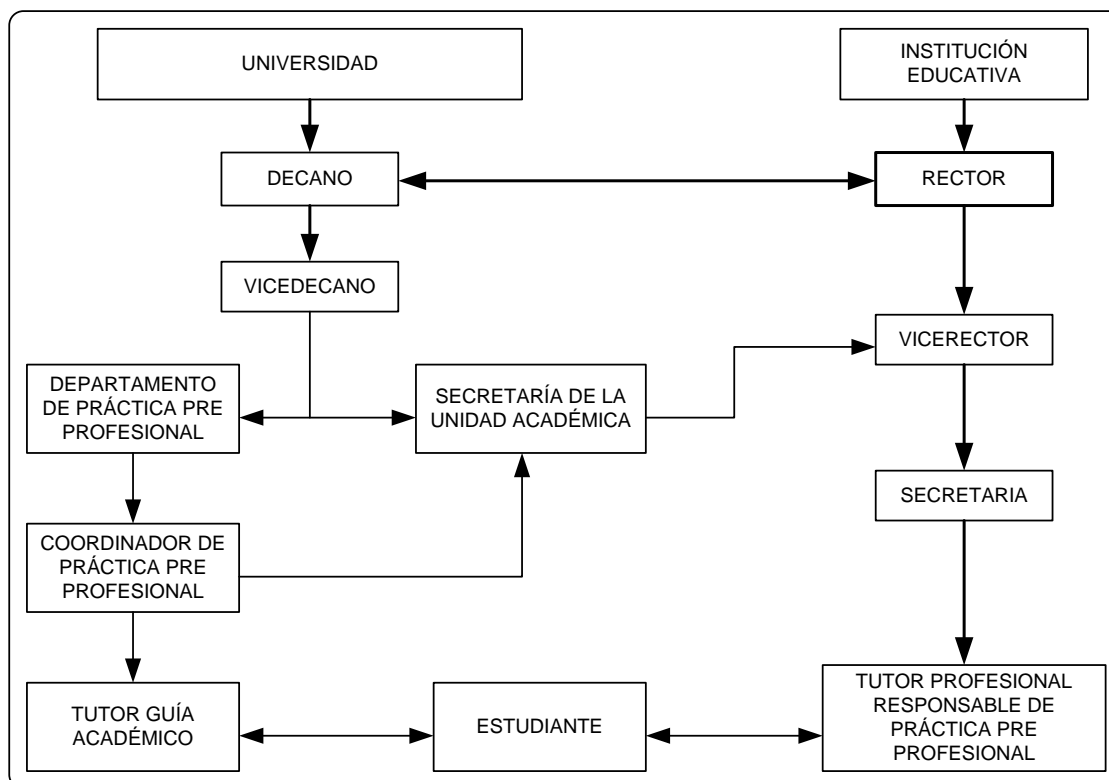 UNIVERSIDAD
INSTITUCIÓN
EDUCATIVA
DECANO
RECTOR
VICEDECANO
VICERECTOR
DEPARTAMENTO
DE PRÁCTICA PRE
PROFESIONAL
SECRETARÍA DE LA
UNIDAD ACADÉMICA
SECRETARIA
COORDINADOR DE
PRÁCTICA PRE
PROFESIONAL
TUTOR GUÍA
ACADÉMICO
ESTUDIANTE
TUTOR PROFESIONAL
RESPONSABLE DE
PRÁCTICA PRE
PROFESIONAL